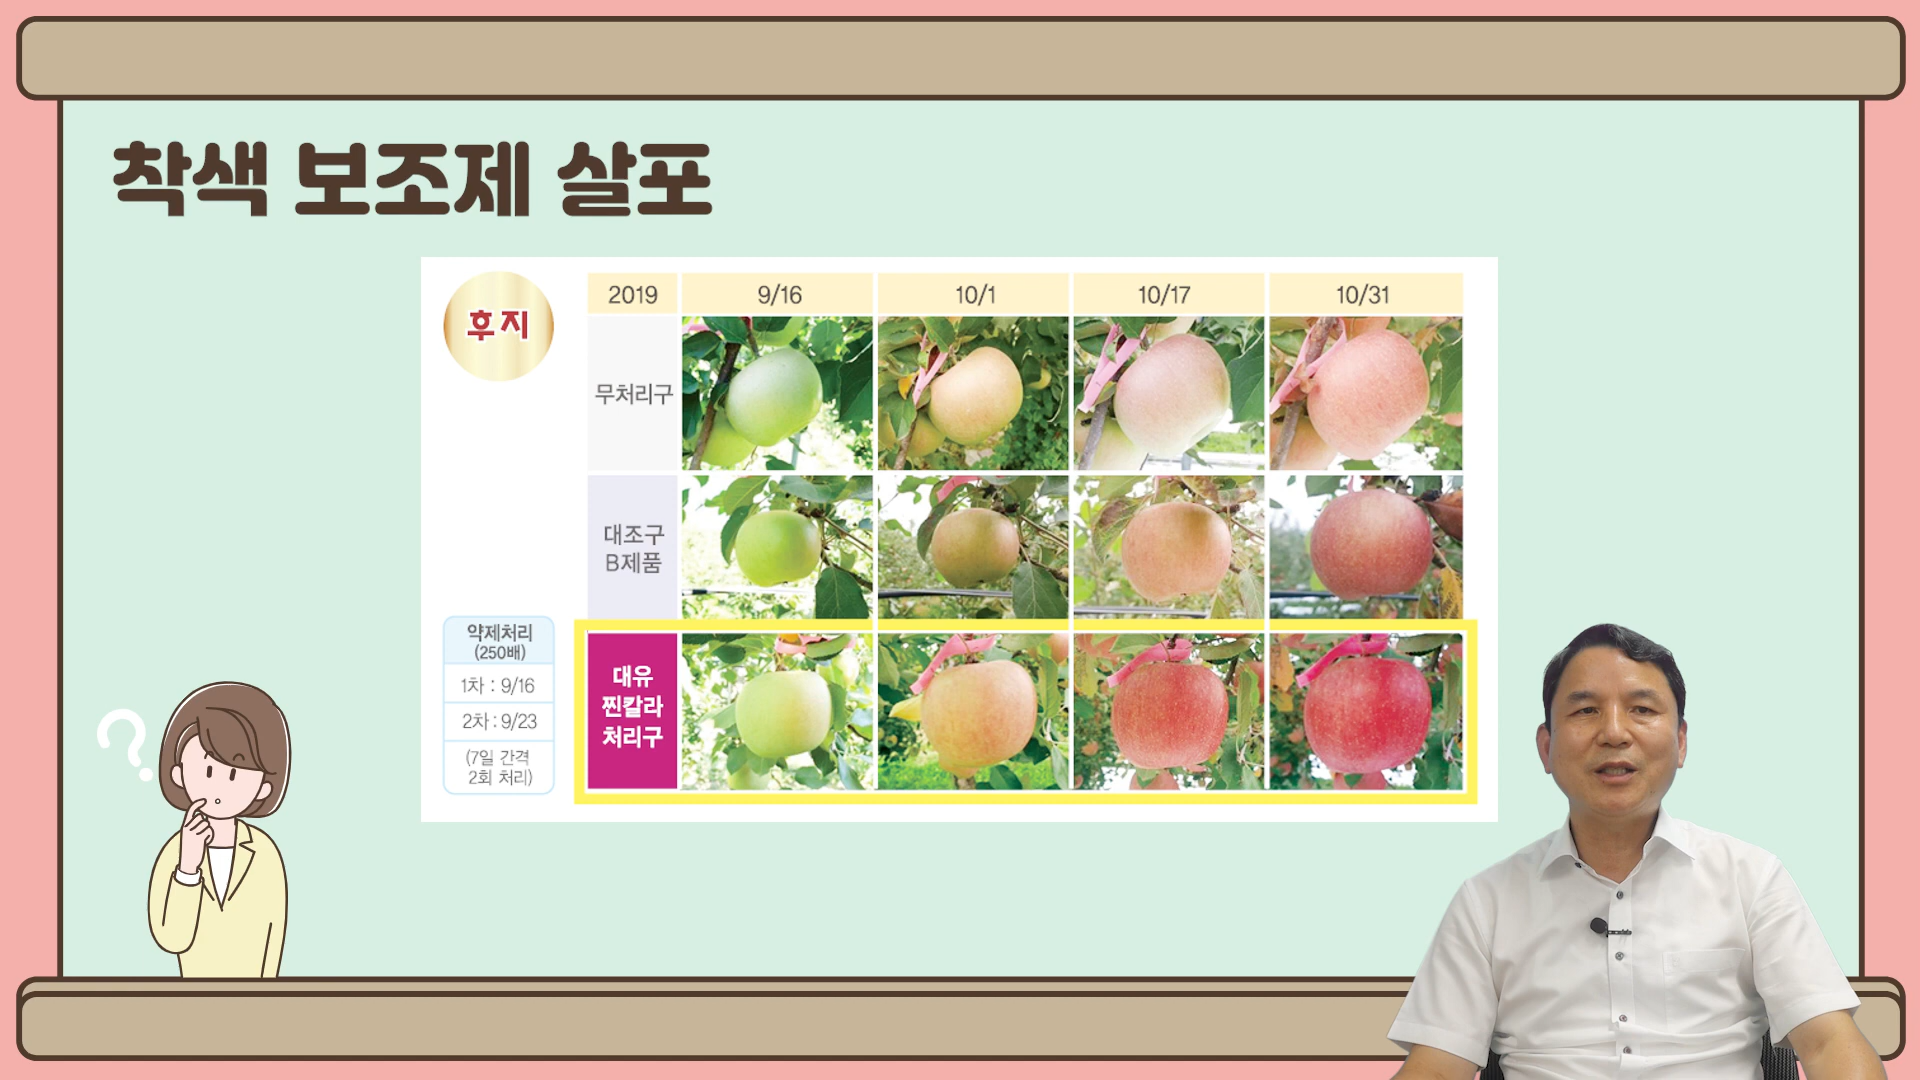 착색 보조제 살포
후지
2019 9/16 10/1 10/17 10/31
무처리구
대조구
B제품
대유
찐칼라
처리구
약제처리
(250배)
1차 : 9/16
2차 : 9/23
(7일 간격
2회 처리)